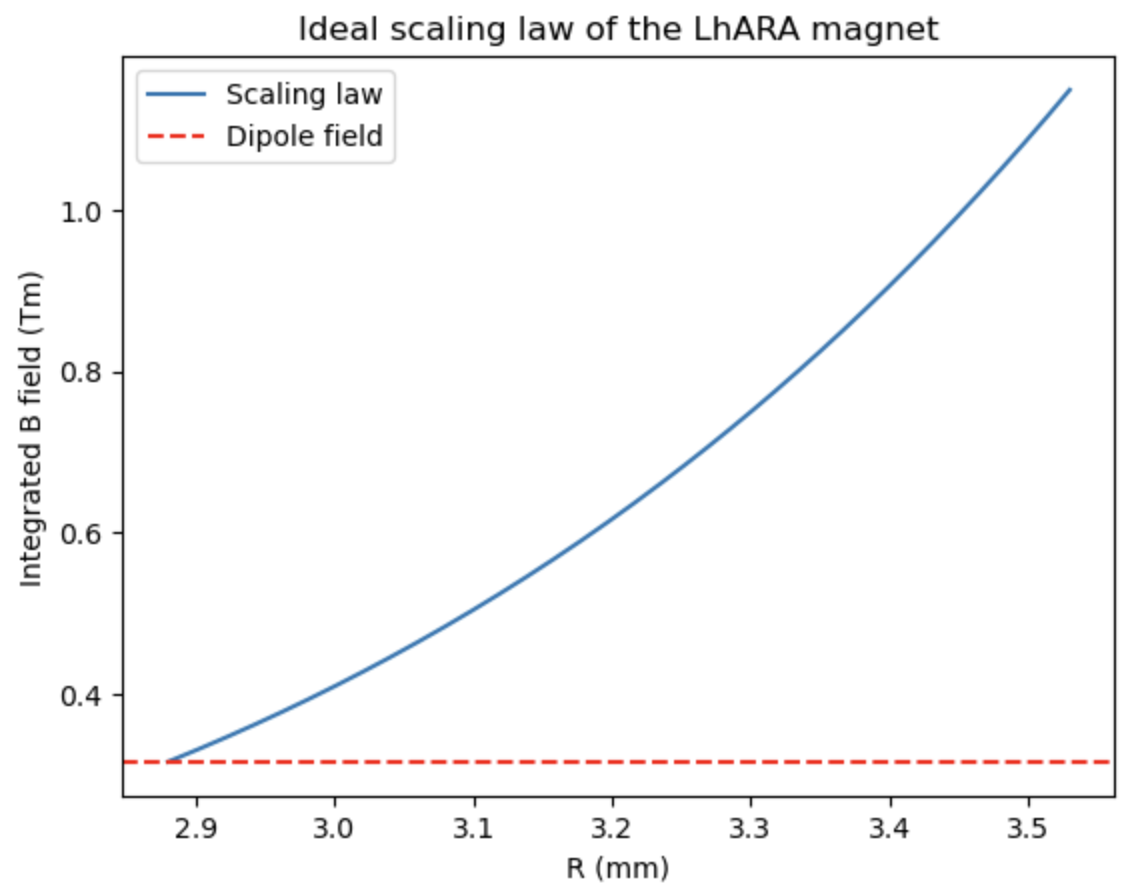 Ideal scaling law of the LhARA magnet
Scaling law
Dipole field
Integrated B field (Tm)
1.0
0.8
0.6
0.4
2.9 3.0 3.1 3.2 3.3 3.4 3.5
R (mm)